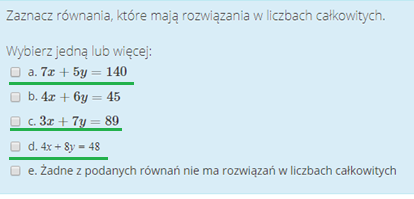 Zaznacz równania, które mają rozwiązania w liczbach całkowitych.
Wybierz jedną lub więcej:
a. 7x + 5y = 140
b. 4x + 6y = 45
c. 3x + 7y = 89
d. 4x + 8y = 48
e. Żadne z podanych równań nie ma rozwiązań w liczbach całkowitych